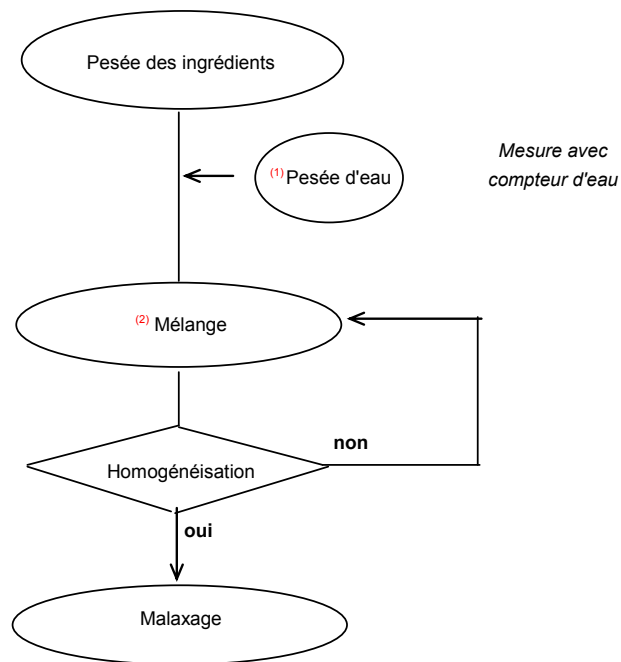 Pesée des ingrédients
(1) Pesée d'eau
Mesure avec
compteur d'eau
(2) Mélange
non
Homogénéisation
oui
Malaxage